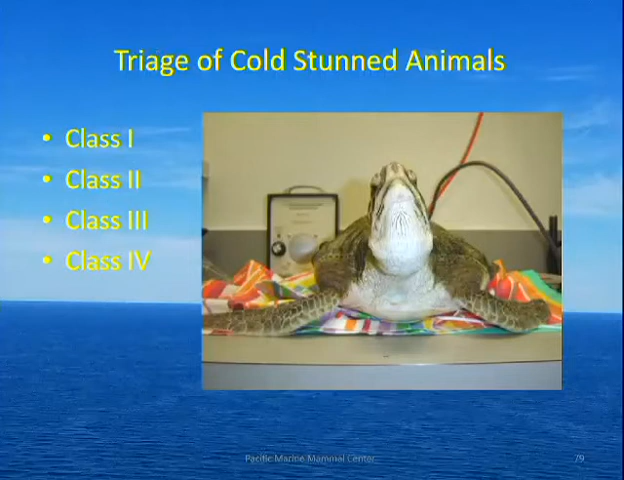 Triage of Cold Stunned Animals
• Class I
• Class II
• Class III
• Class IV
Pacific Marine Mammal Center
79